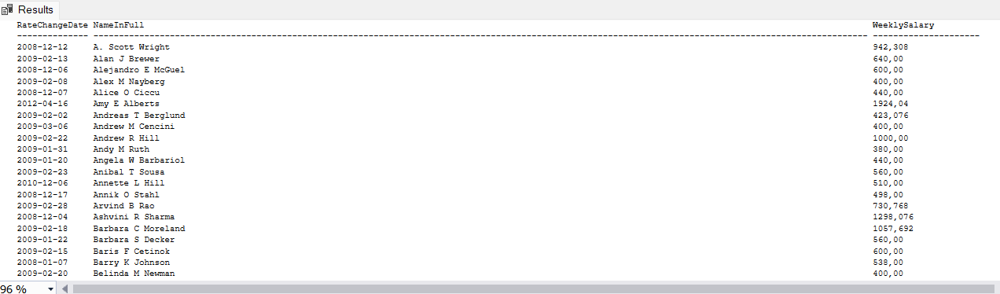 Results
RateChangeDate NameInFull WeeklySalary
-------------- ------------------------------------------------------------------------------------------------------------------------------------------------------ ---------------------
2008-12-12 A. Scott Wright 942,308
2009-02-13 Alan J Brewer 640,00
2008-12-06 Alejandro E McGuel 600,00
2009-02-08 Alex M Nayberg 400,00
2008-12-07 Alice O Ciccu 440,00
2012-04-16 Amy E Alberts 1924,04
2009-02-02 Andreas T Berglund 423,076
2009-03-06 Andrew M Cencini 400,00
2009-02-22 Andrew R Hill 1000,00
2009-01-31 Andy M Ruth 380,00
2009-01-20 Angela W Barbariol 440,00
2009-02-23 Anibal T Sousa 560,00
2010-12-06 Annette L Hill 510,00
2008-12-17 Annik O Stahl 498,00
2009-02-28 Arvind B Rao 730,768
2008-12-04 Ashvini R Sharma 1298,076
2009-02-18 Barbara C Moreland 1057,692
2009-01-22 Barbara S Decker 560,00
2009-02-15 Baris F Cetinok 600,00
2008-01-07 Barry K Johnson 538,00
2009-02-20 Belinda M Newman 400,00
96 %